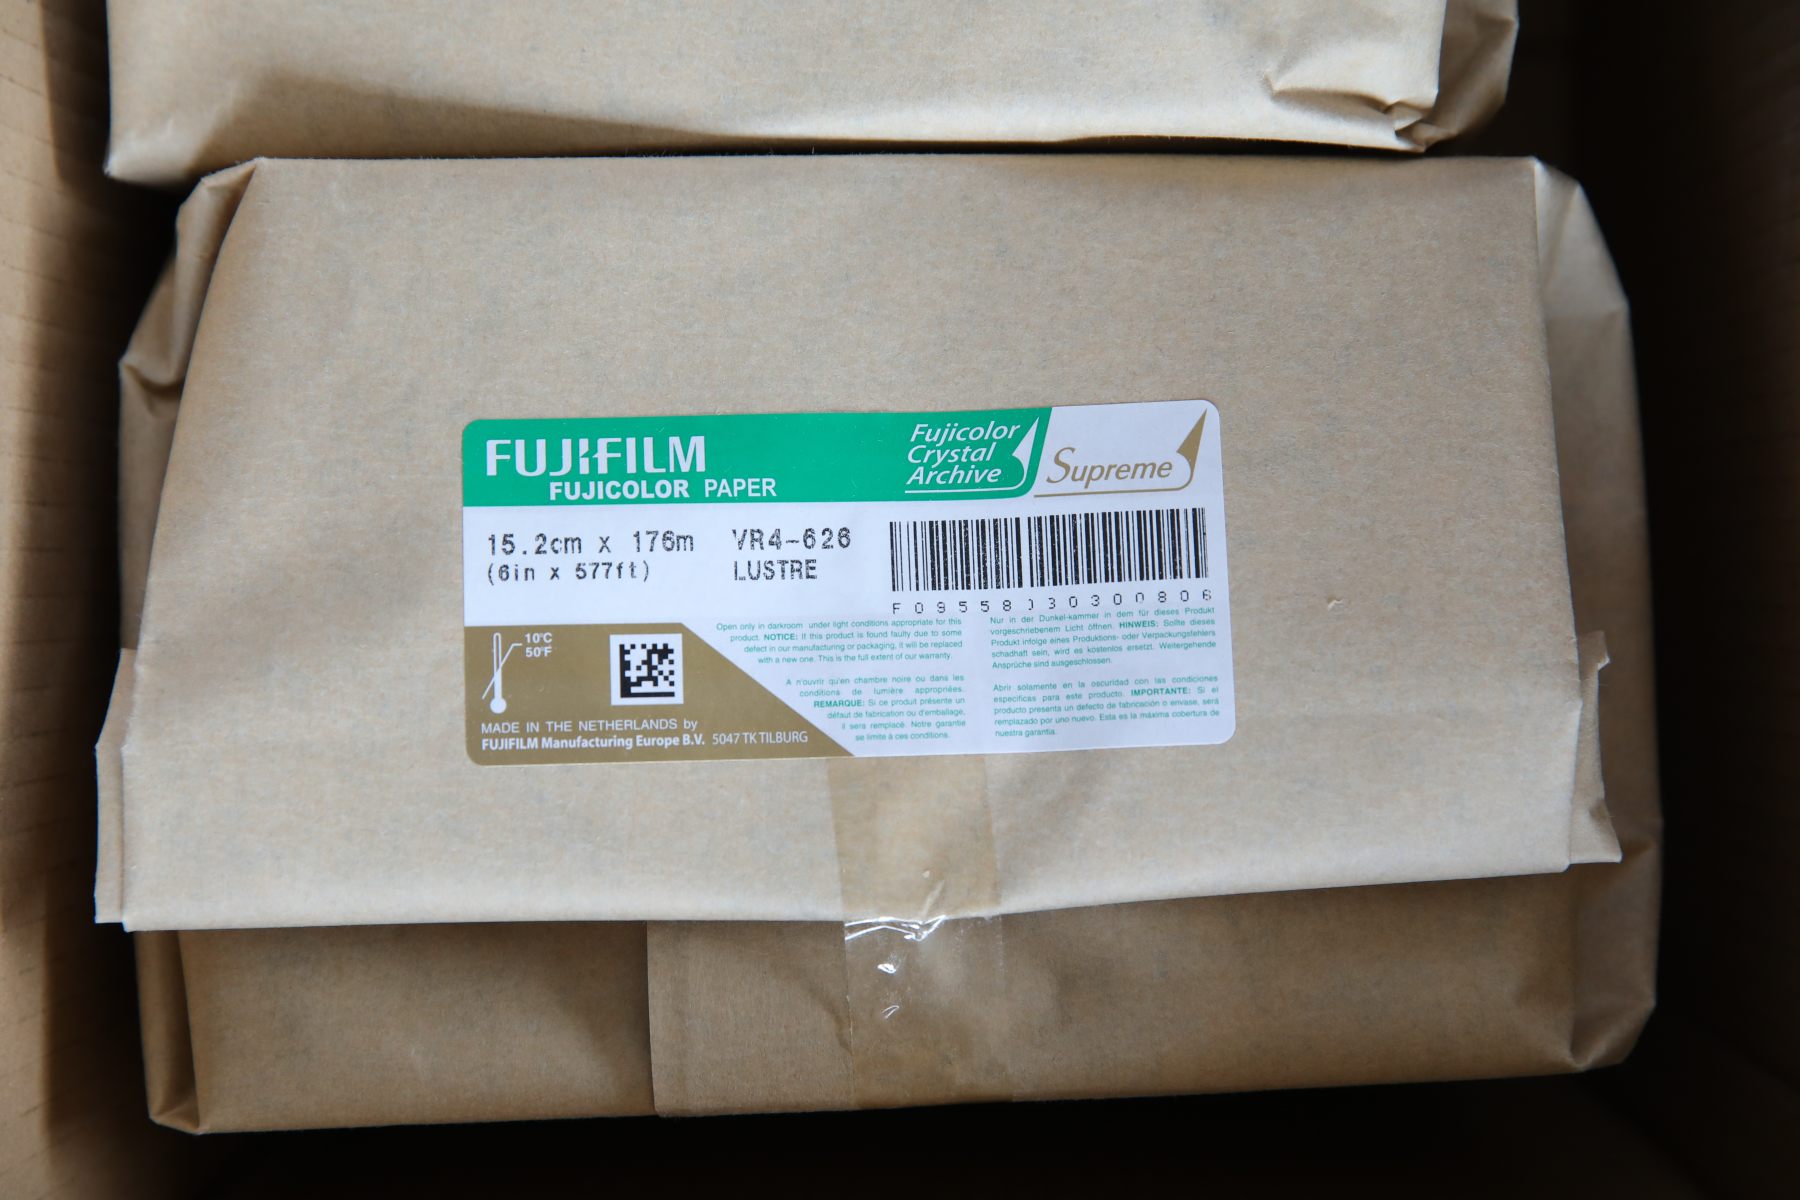 FUJIFILM
FUJICOLOR PAPER
Fujicolor
Crystal
Archive
Supreme
15.2cm x 176m
(6in x 577ft)
VR4-626
LUSTRE
10°C
50°F
MADE IN THE NETHERLANDS by
FUJIFILM Manufacturing Europe B.V. 5047 TK TILBURG
Open only in darkroom under light conditions appropriate for this
product. NOTICE: If this product is found faulty due to some
defect in our manufacturing or packaging, it will be replaced
with a new one. This is the full extent of our warranty.
A n'ouvrir qu'en chambre noire ou dans les
conditions de lumière appropriées.
REMARQUE: Si ce produit présente un
défaut de fabrication ou d'emballage,
il sera remplacé. Notre garantie
se limite à ces conditions.
Nur in der Dunkel-kammer in dem für dieses Produkt
vorgeschriebenem Licht öffnen. HINWEIS: Sollte dieses
Produkt infolge eines Produktions- oder Verpackungsfehlers
schadhaft sein, wird es kostenlos ersetzt. Weitergehende
Ansprüche sind ausgeschlossen.
Abrir solamente en la oscuridad con las condiciones
especificas para este producto. IMPORTANTE: Si el
producto presenta un defecto de fabricación o envase, será
remplazado por uno nuevo. Esta es la máxima cobertura de
nuestra garantia.